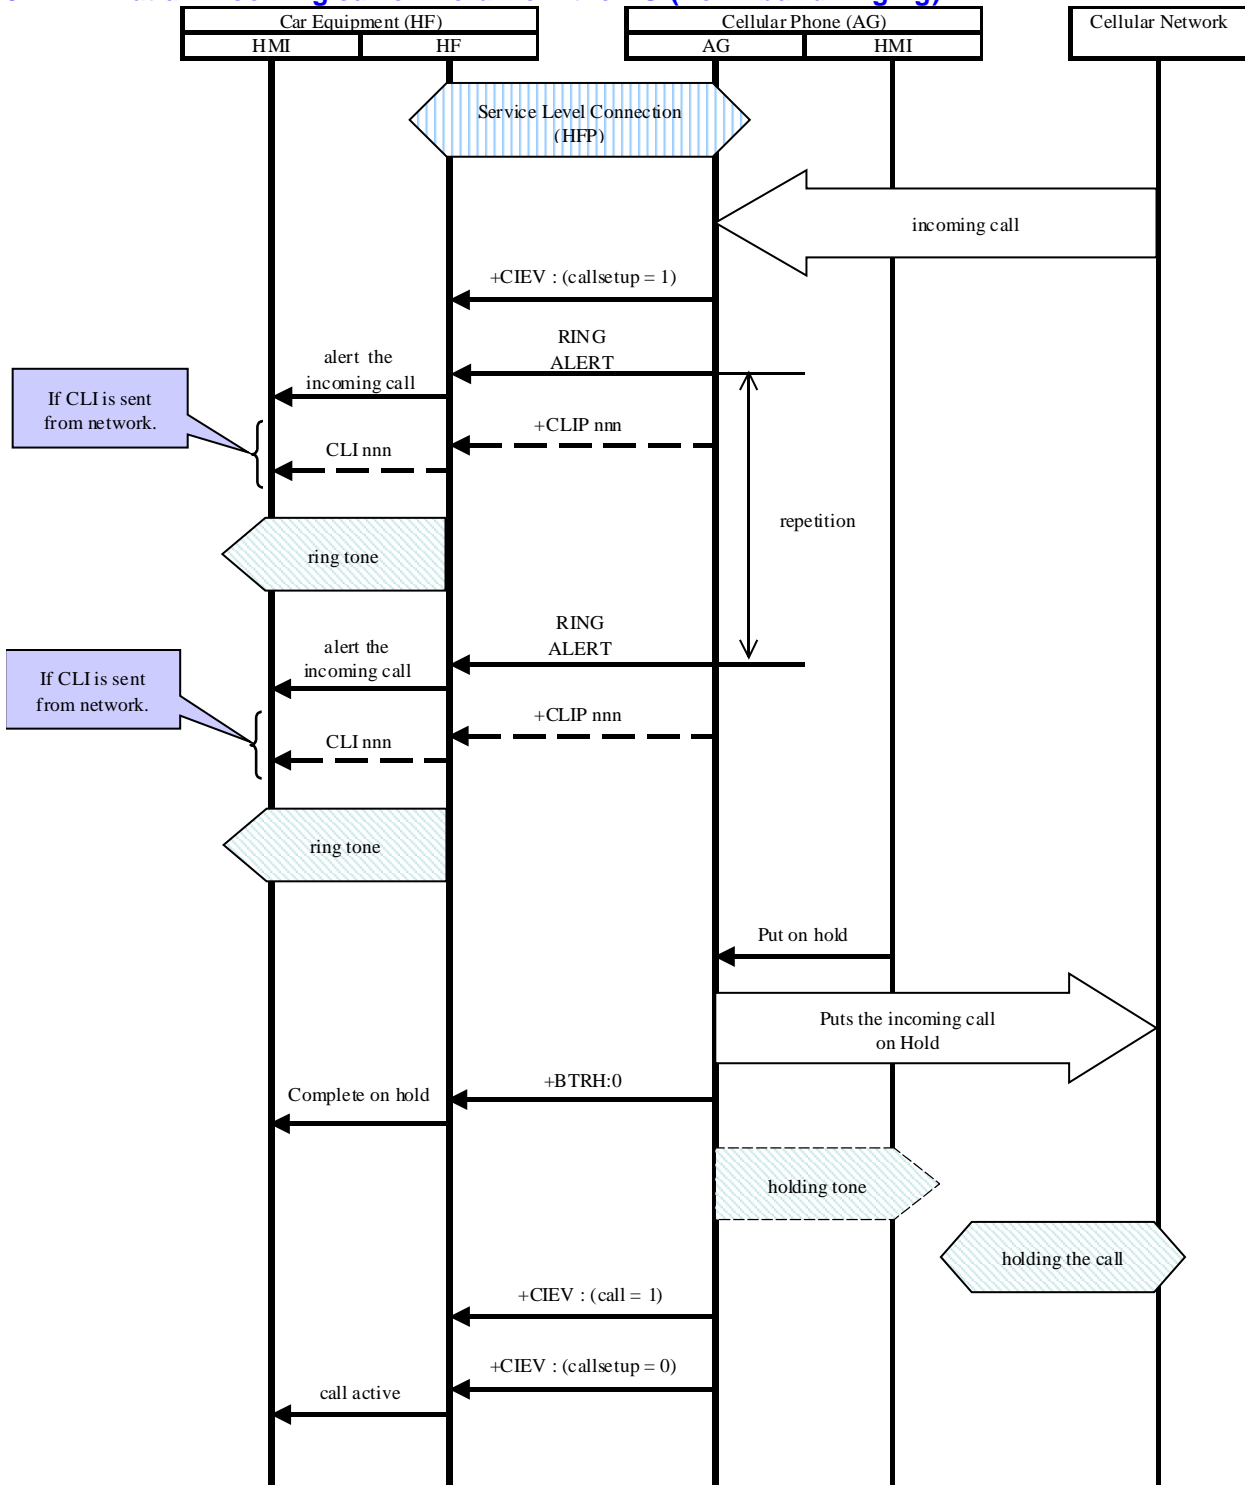 Car Equipment (HF)
Cellular Phone (AG)
Cellular Network
HMI
HF
AG
HMI
Service Level Connection
(HFP)
incoming call
+CIEV : (callsetup = 1)
RING
ALERT
alert the
incoming call
If CLI is sent
from network.
+CLIP nnn
CLI nnn
repetition
ring tone
RING
ALERT
alert the
incoming call
If CLI is sent
from network.
+CLIP nnn
CLI nnn
ring tone
Put on hold
Puts the incoming call
on Hold
+BTRH:0
Complete on hold
holding tone
holding the call
+CIEV : (call = 1)
+CIEV : (callsetup = 0)
call active